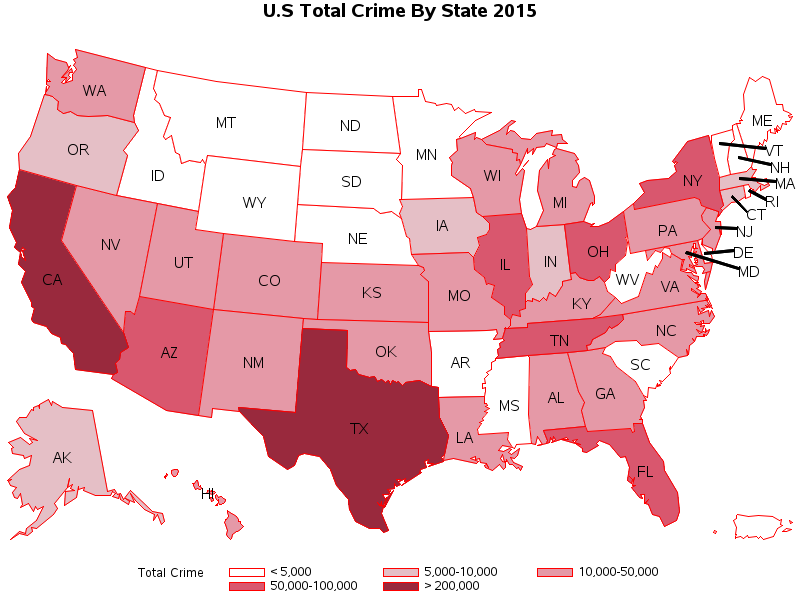 U.S Total Crime By State 2015
WA
MT
ND
ME
OR
MN
VT
ID
SD
WI
NH
NY
MA
WY
MI
RI
IA
CT
NV
NE
PA
NJ
UT
IL
IN
OH
DE
CA
CO
KS
MO
WV
VA
MD
KY
AZ
NM
OK
AR
TN
NC
SC
MS
AL
GA
TX
LA
AK
FL
HI
Total Crime
< 5,000
5,000-10,000
10,000-50,000
50,000-100,000
> 200,000